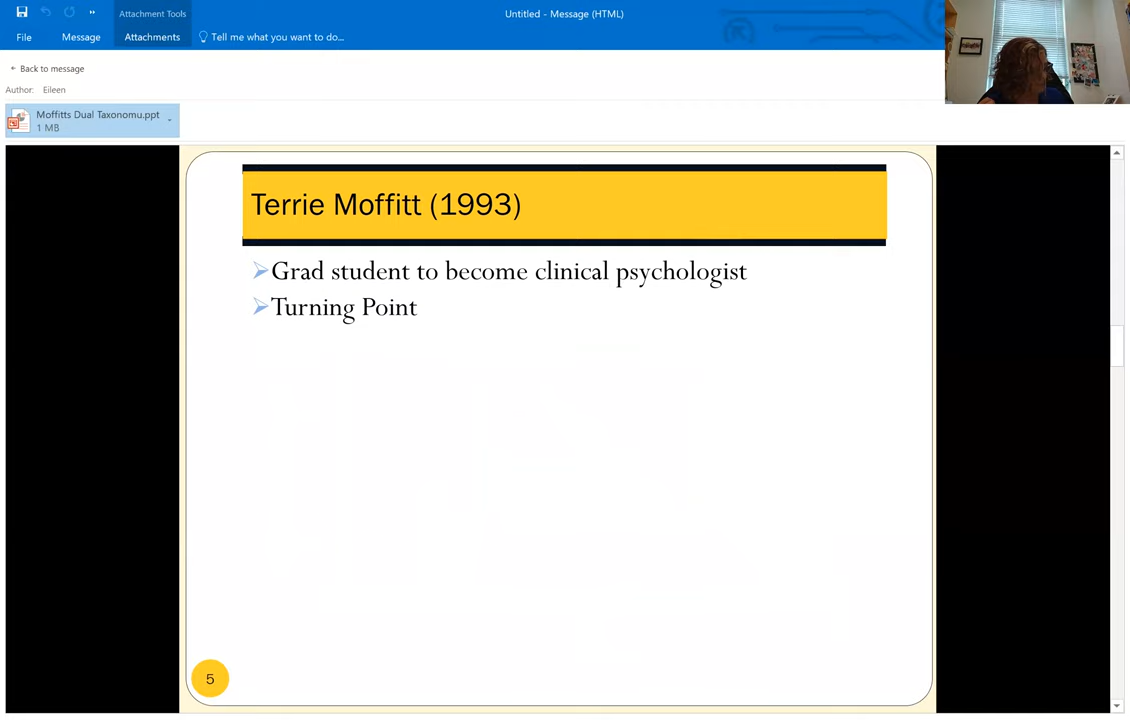 Attachment Tools
Untitled - Message (HTML)
File
Message
Attachments
Tell me what you want to do...
Back to message
Author: Eileen
Moffitts Dual Taxonomu.ppt
1 MB
Terrie Moffitt (1993)
Grad student to become clinical psychologist
Turning Point
5